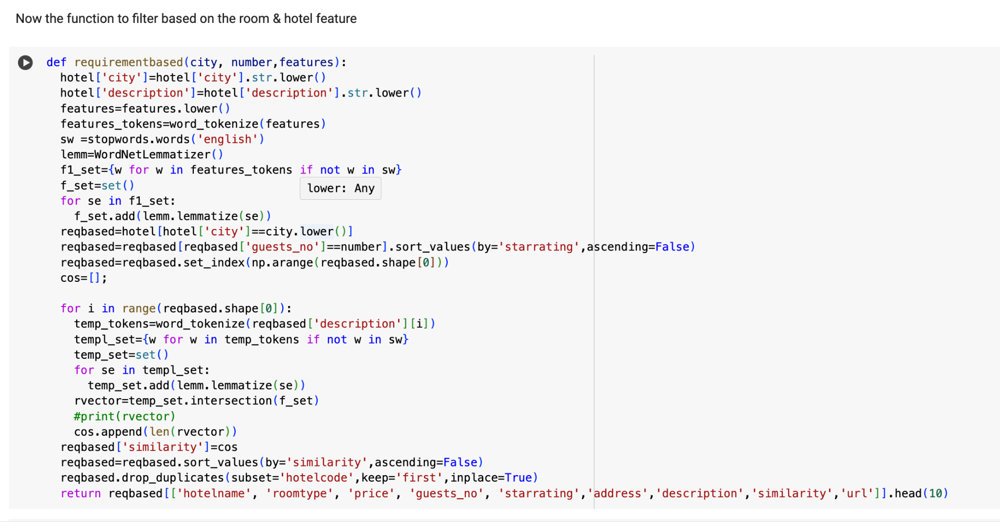 Now the function to filter based on the room & hotel feature
def requirementbased(city, number,features):
  hotel['city']=hotel['city'].str.lower()
  hotel['description']=hotel['description'].str.lower()
  features=features.lower()
  features_tokens=word_tokenize(features)
  sw =stopwords.words('english')
  lemm=WordNetLemmatizer()
  f1_set={w for w in features_tokens if not w in sw}
  f_set=set()
lower: Any
  for se in f1_set:
    f_set.add(lemm.lemmatize(se))
  reqbased=hotel[hotel['city']==city.lower()]
  reqbased=reqbased[reqbased['guests_no']==number].sort_values(by='starrating',ascending=False)
  reqbased=reqbased.set_index(np.arange(reqbased.shape[0]))
  cos=[];
  for i in range(reqbased.shape[0]):
    temp_tokens=word_tokenize(reqbased['description'][i])
    templ_set={w for w in temp_tokens if not w in sw}
    temp_set=set()
    for se in templ_set:
      temp_set.add(lemm.lemmatize(se))
    rvector=temp_set.intersection(f_set)
    #print(rvector)
    cos.append(len(rvector))
  reqbased['similarity']=cos
  reqbased=reqbased.sort_values(by='similarity',ascending=False)
  reqbased.drop_duplicates(subset='hotelcode',keep='first',inplace=True)
  return reqbased[['hotelname', 'roomtype', 'price', 'guests_no', 'starrating','address','description','similarity','url']].head(10)